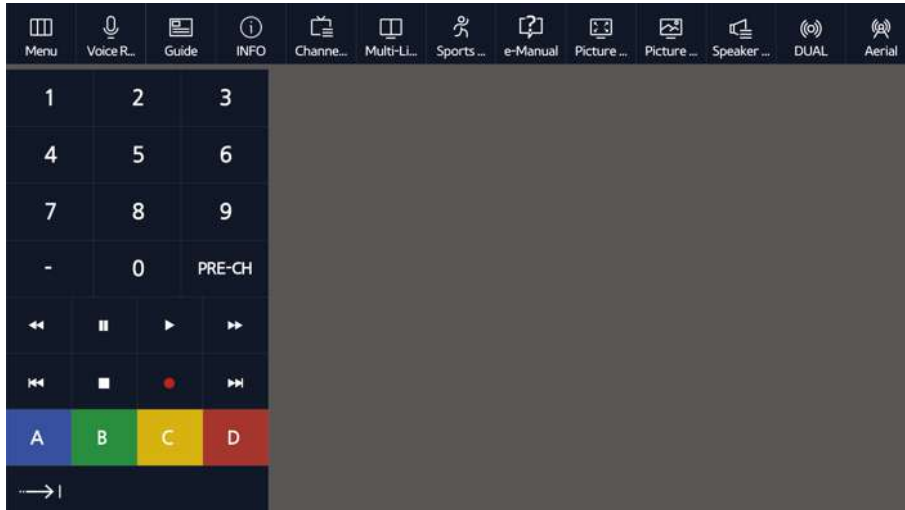 Menu Voice R... Guide INFO Channe... Multi-Li... Sports ... e-Manual Picture ... Picture ... Speaker ... DUAL Aerial
1 2 3
4 5 6
7 8 9
- 0 PRE-CH
A B C D